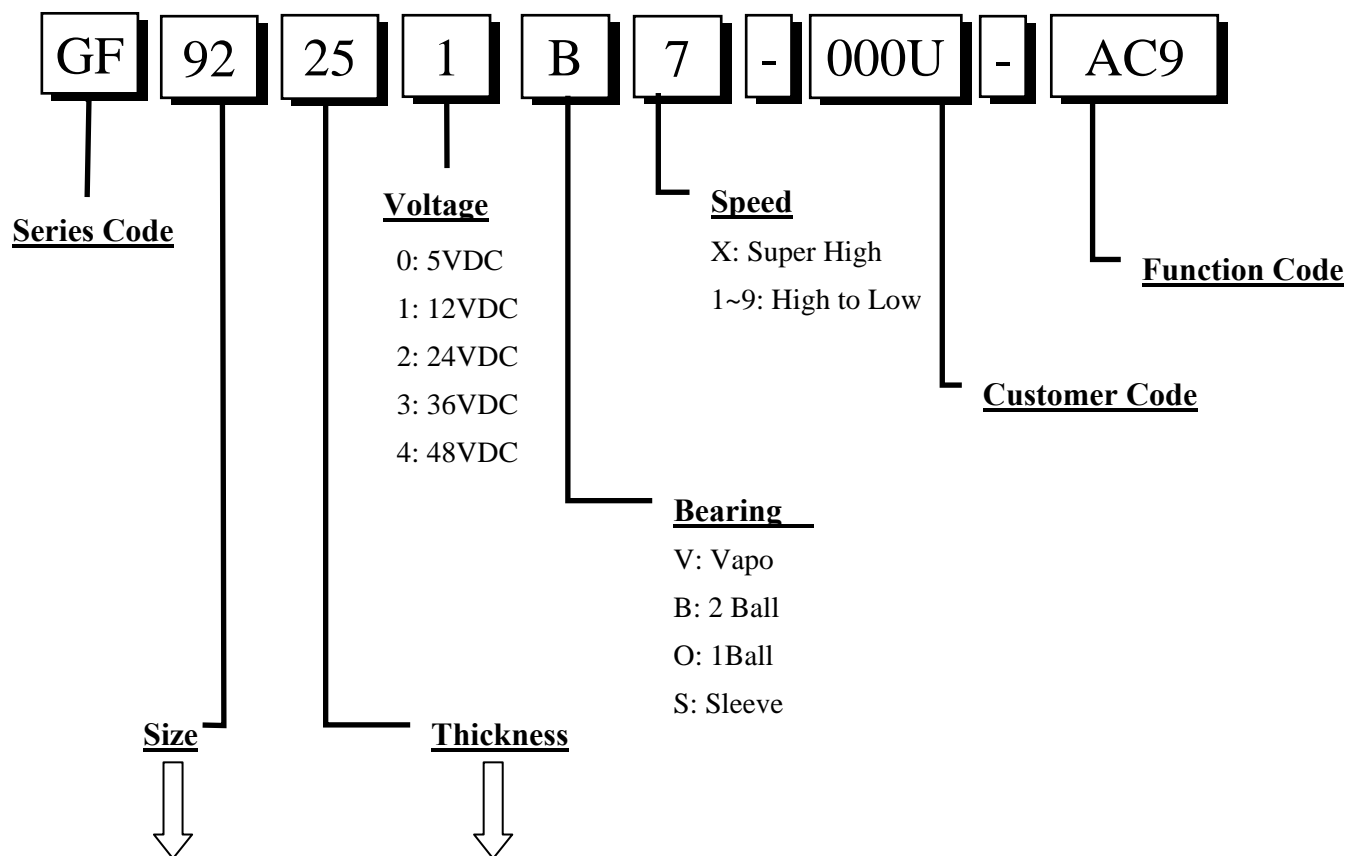 GF 92 25 1 B 7 - 000U - AC9
Series Code
Voltage
0: 5VDC
1: 12VDC
2: 24VDC
3: 36VDC
4: 48VDC
Speed
X: Super High
1~9: High to Low
Function Code
Customer Code
Bearing
V: Vapo
B: 2 Ball
O: 1Ball
S: Sleeve
Size
Thickness